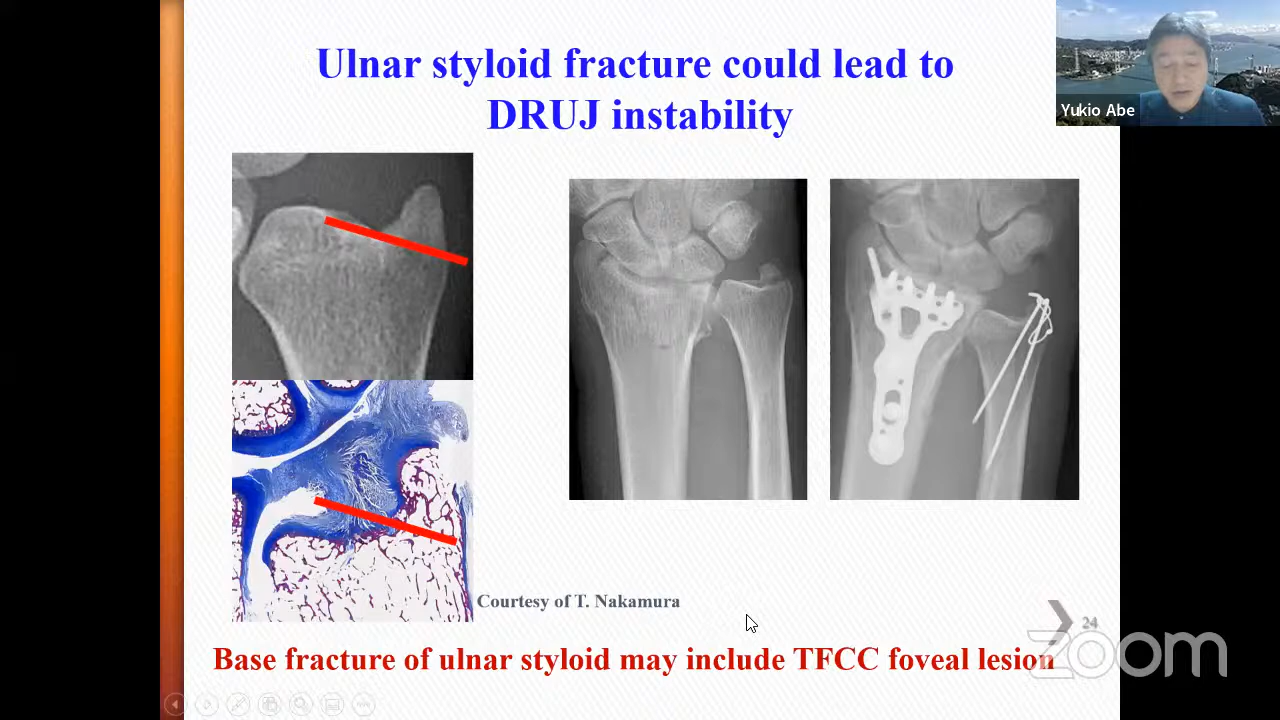 Ulnar styloid fracture could lead to
DRUJ instability
Yukio Abe
Courtesy of T. Nakamura
24
Base fracture of ulnar styloid may include TFCC foveal lesion
zoom